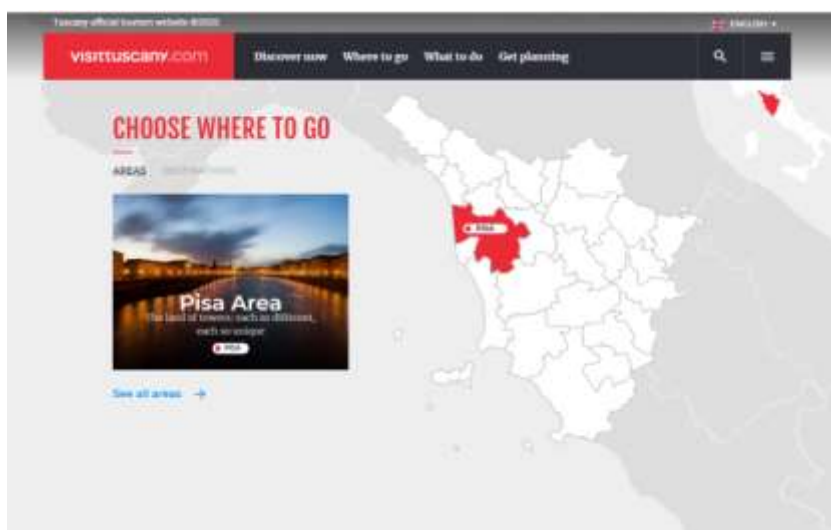 Tuscany official tourism website ©2020
ENGLISH
visittuscany.com
Discover now Where to go What to do Get planning
CHOOSE WHERE TO GO
AREAS
Pisa Area
The land of towers: each so different,
each so unique
PISA
See all areas →
PISA